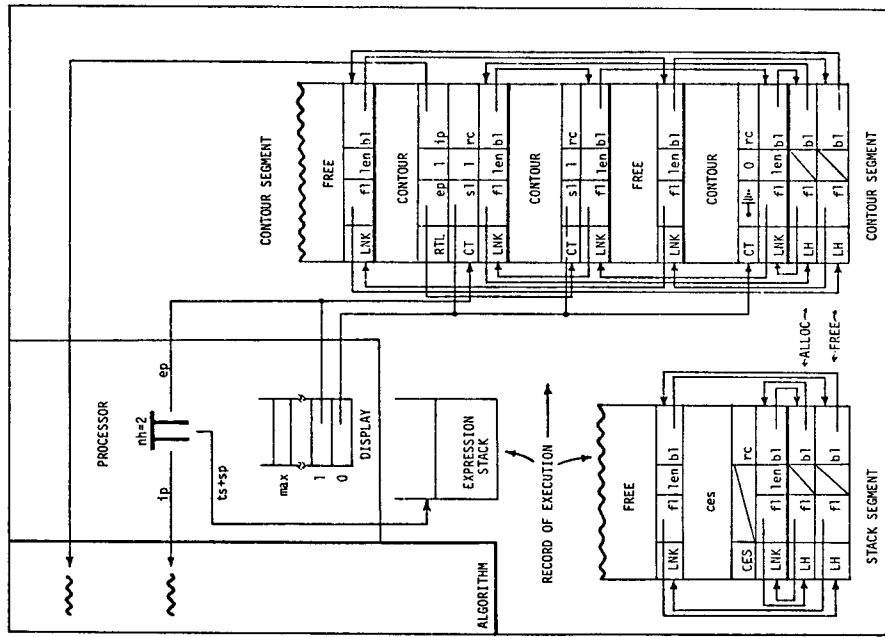 ALGORITHM
PROCESSOR
nh=2
ip
ep
ts+sp
max
1
0
DISPLAY
EXPRESSION
STACK
RECORD OF EXECUTION
CONTOUR SEGMENT
FREE
LNK fl len bl
CONTOUR
RTL ep 1 ip
CT sl 1 rc
LNK fl len bl
CONTOUR
CT sl 1 rc
LNK fl len bl
FREE
LNK fl len bl
CONTOUR
CT 0 rc
LNK fl len bl
LH fl bl
LH fl bl
CONTOUR SEGMENT
←ALLOC→
←FREE→
FREE
LNK fl len bl
ces
CES rc
LNK fl len bl
LH fl bl
LH fl bl
STACK SEGMENT